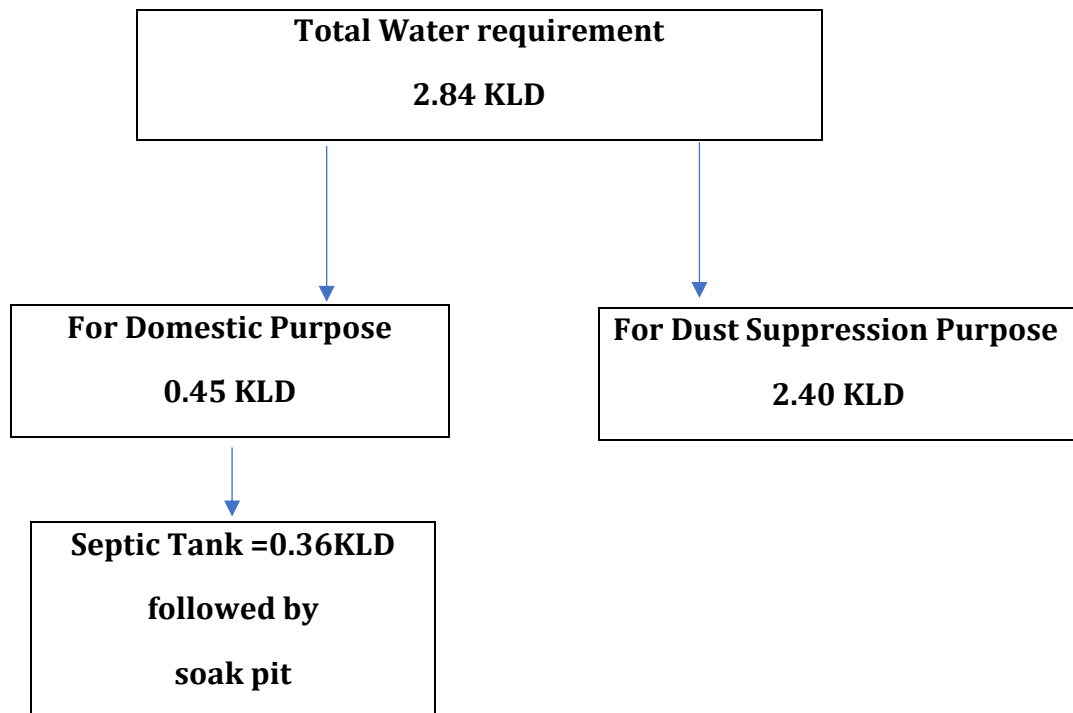 Total Water requirement
2.84 KLD
For Domestic Purpose
0.45 KLD
For Dust Suppression Purpose
2.40 KLD
Septic Tank =0.36KLD
followed by
soak pit